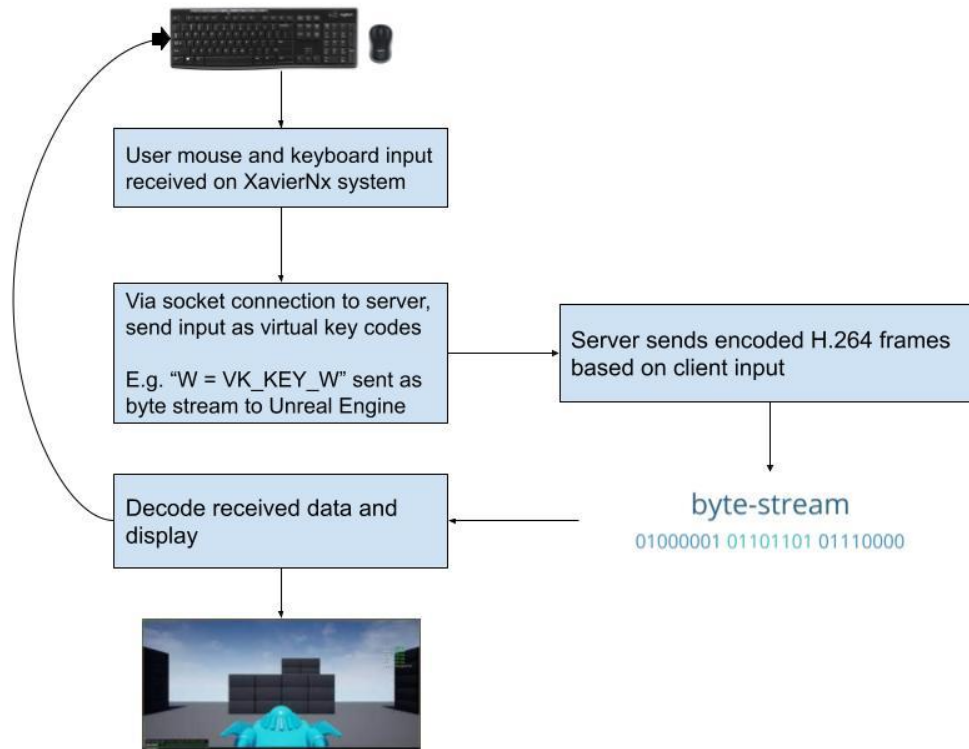 User mouse and keyboard input
received on XavierNx system
Via socket connection to server,
send input as virtual key codes
E.g. “W = VK_KEY_W” sent as
byte stream to Unreal Engine
Server sends encoded H.264 frames
based on client input
byte-stream
01000001 01101101 01110000
Decode received data and
display